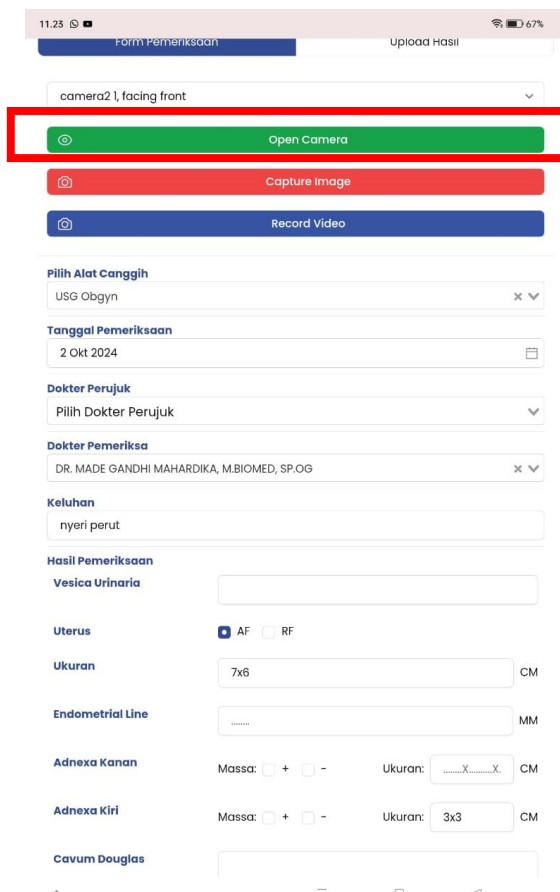 11.23 67%
Form Pemeriksaan Upload Hasil
camera2 1, facing front
Open Camera
Capture Image
Record Video
Pilih Alat Canggih
USG Obgyn
Tanggal Pemeriksaan
2 Okt 2024
Dokter Perujuk
Pilih Dokter Perujuk
Dokter Pemeriksa
DR. MADE GANDHI MAHARDIKA, M.BIOMED, SP.OG
Keluhan
nyeri perut
Hasil Pemeriksaan
Vesica Urinaria
Uterus AF RF
Ukuran 7x6 CM
Endometrial Line ........ MM
Adnexa Kanan Massa: + - Ukuran: ........X..........X. CM
Adnexa Kiri Massa: + - Ukuran: 3x3 CM
Cavum Douglas